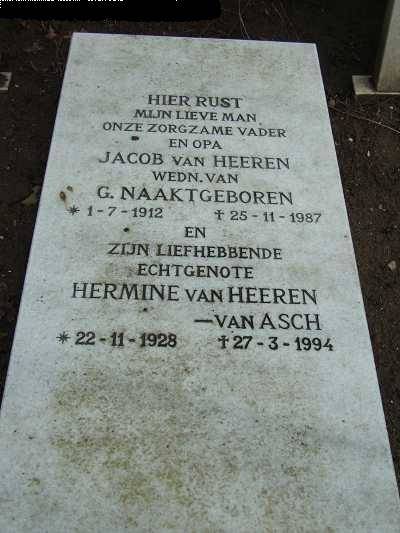 HIER RUST
MIJN LIEVE MAN
ONZE ZORGZAME VADER
EN OPA
JACOB VAN HEEREN
WEDN. VAN
G. NAAKTGEBOREN
* 1-7-1912 † 25-11-1987
EN
ZIJN LIEFHEBBENDE
ECHTGENOTE
HERMINE VAN HEEREN
—VAN ASCH
* 22-11-1928 † 27-3-1994